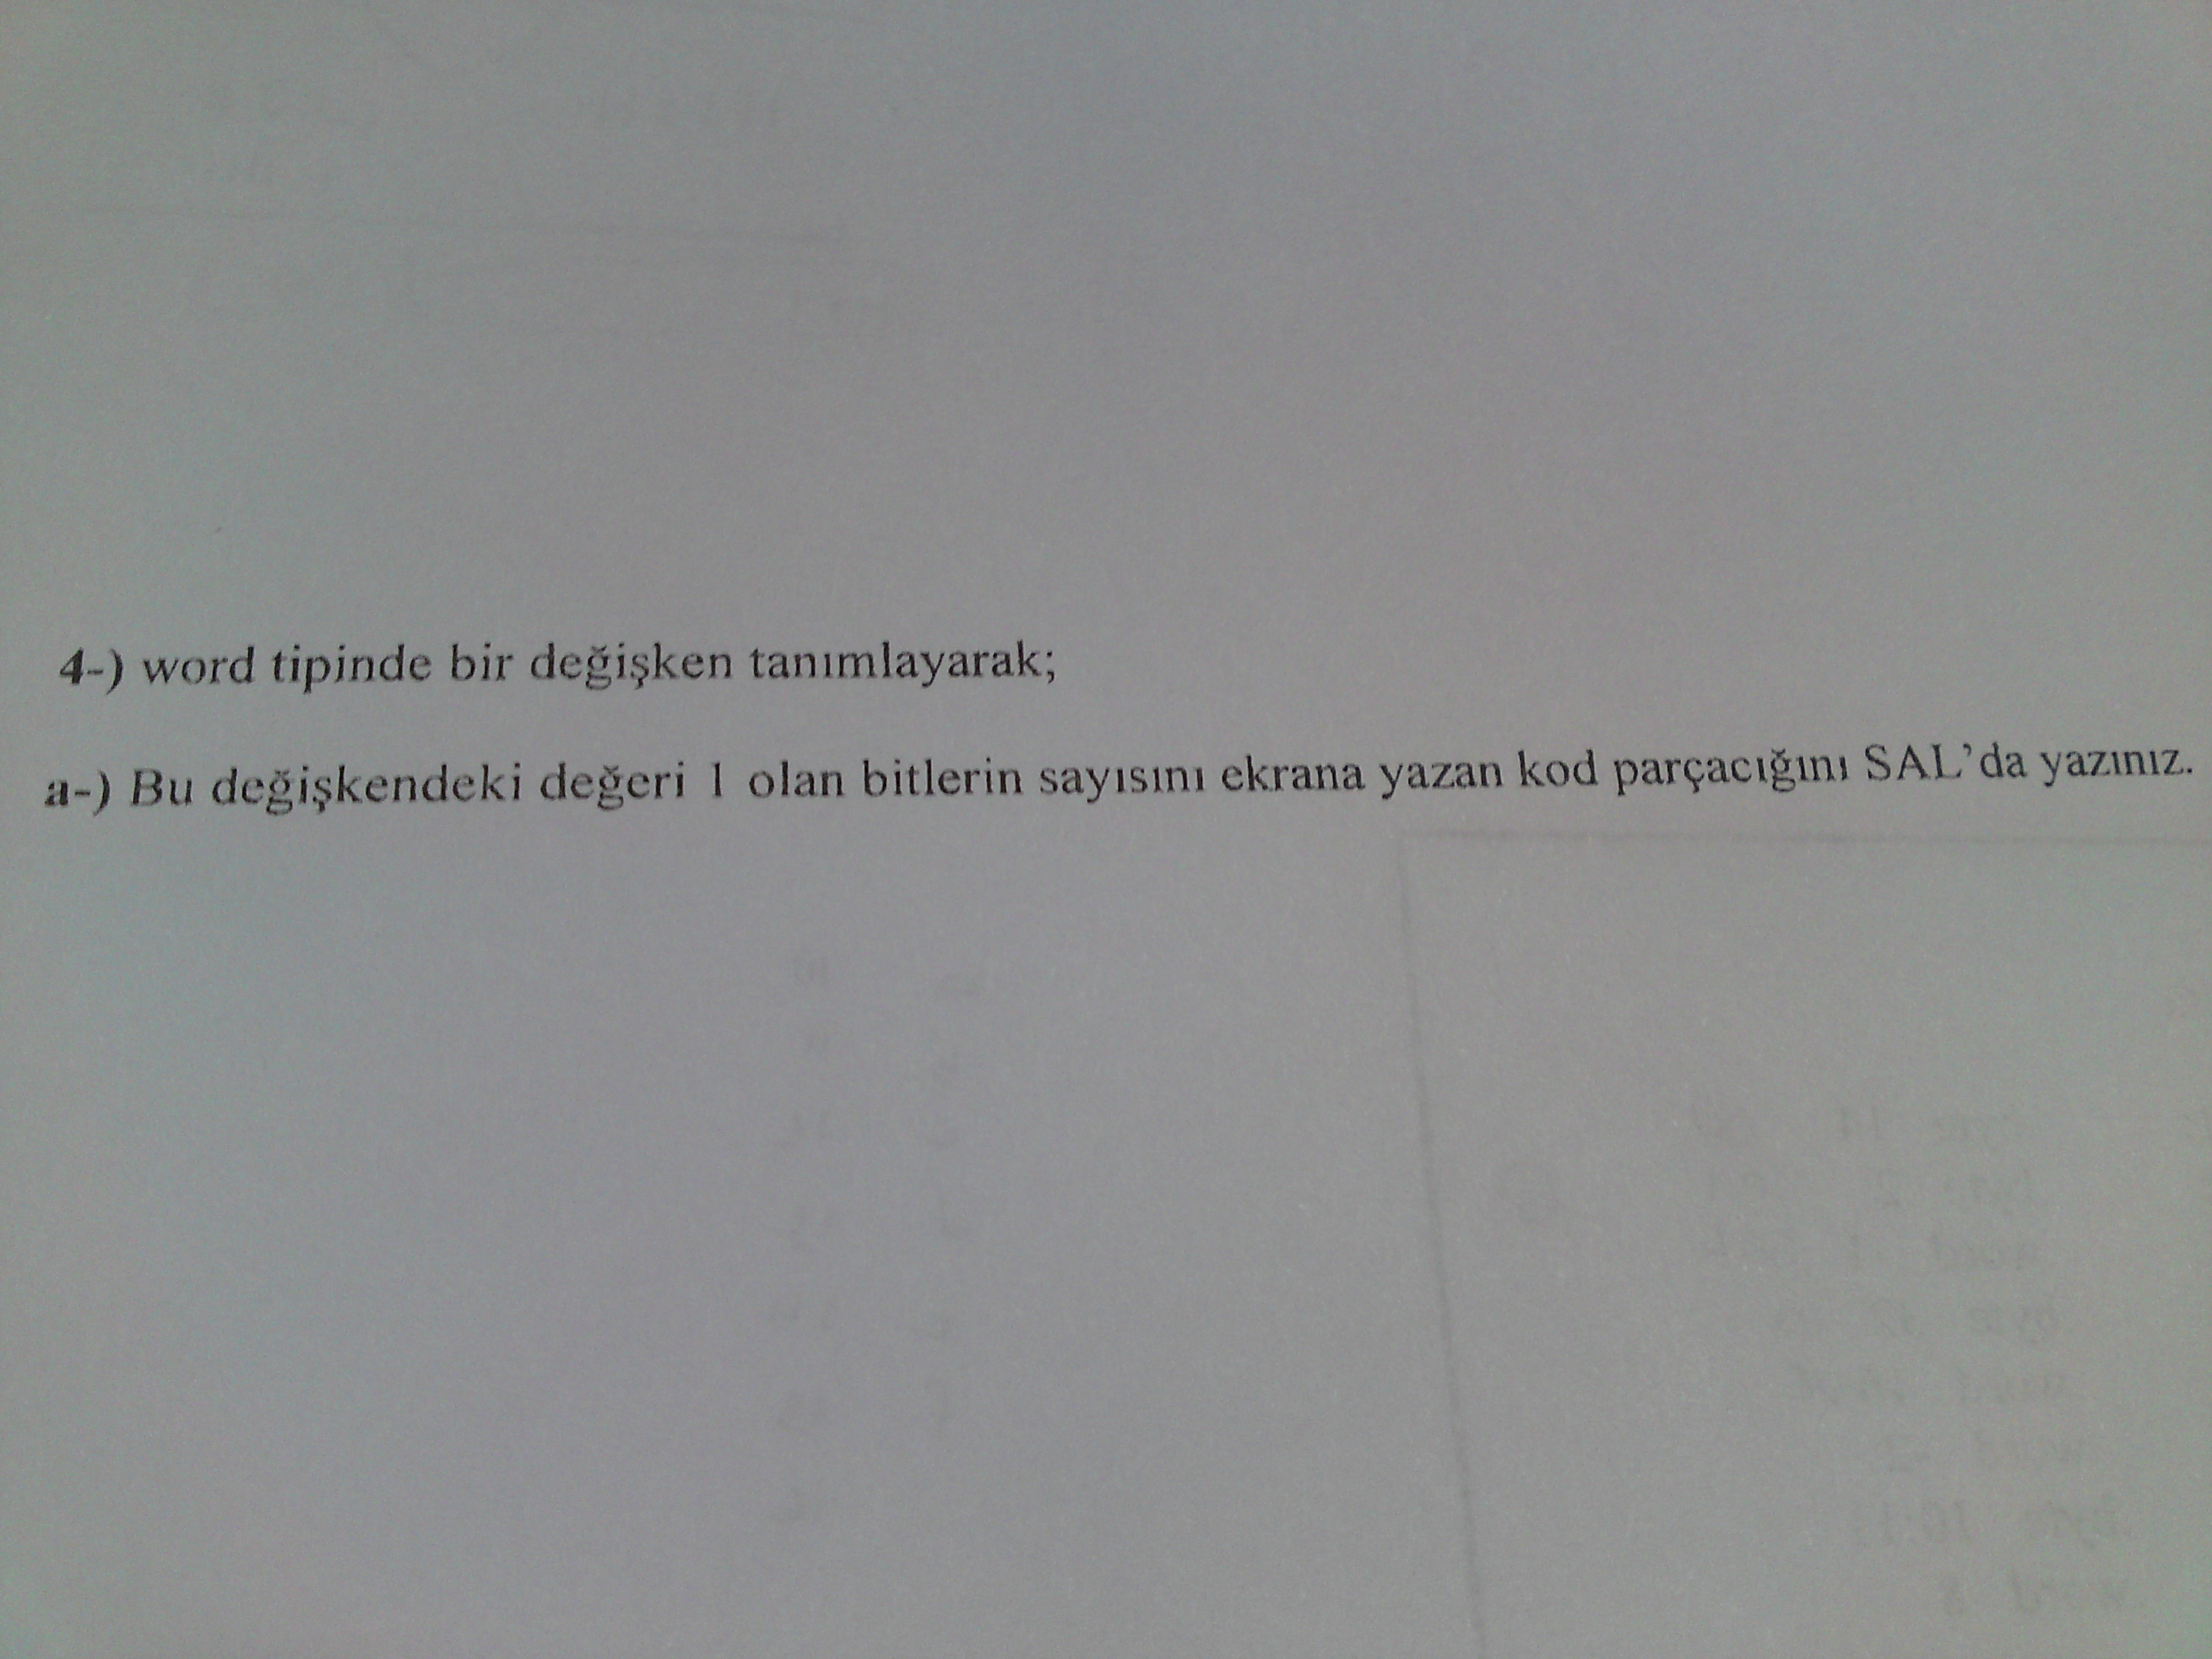 4-) word tipinde bir değişken tanımlayarak;
a-) Bu değişkendeki değeri 1 olan bitlerin sayısını ekrana yazan kod parçacığını SAL'da yazınız.